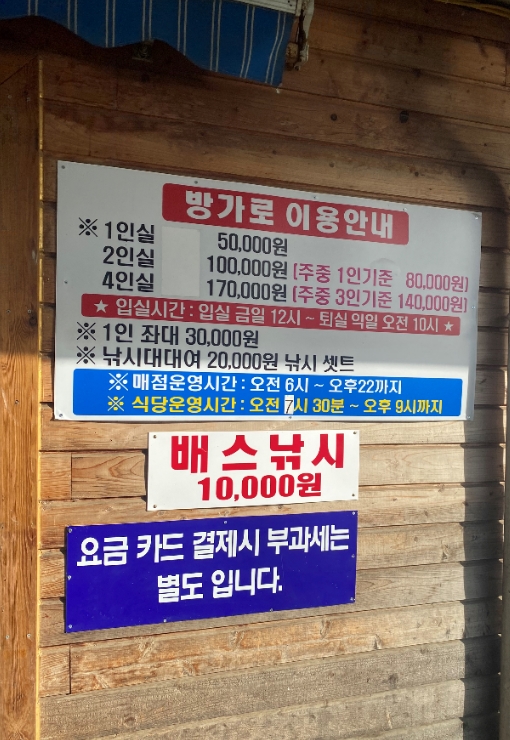 방가로 이용안내
※ 1인실 50,000원
2인실 100,000원 (주중 1인기준 80,000원)
4인실 170,000원 (주중 3인기준 140,000원)
★ 입실시간 : 입실 금일 12시 ~ 퇴실 익일 오전 10시 ★
※ 1인 좌대 30,000원
※ 낚시대대여 20,000원 낚시 셋트
※ 매점운영시간 : 오전 6시 ~ 오후22까지
※ 식당운영시간 : 오전 7시 30분 ~ 오후 9시까지
배스낚시
10,000원
요금 카드 결제시 부과세는
별도 입니다.